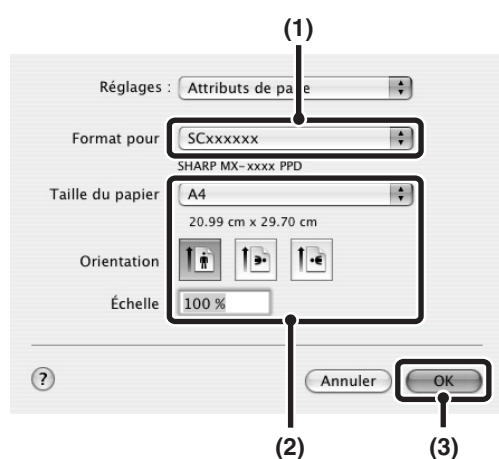 (1)
Réglages : Attributs de page
Format pour SCxxxxxx
SHARP MX-xxxx PPD
Taille du papier A4
20.99 cm x 29.70 cm
Orientation
Échelle 100 %
? Annuler OK
(2) (3)